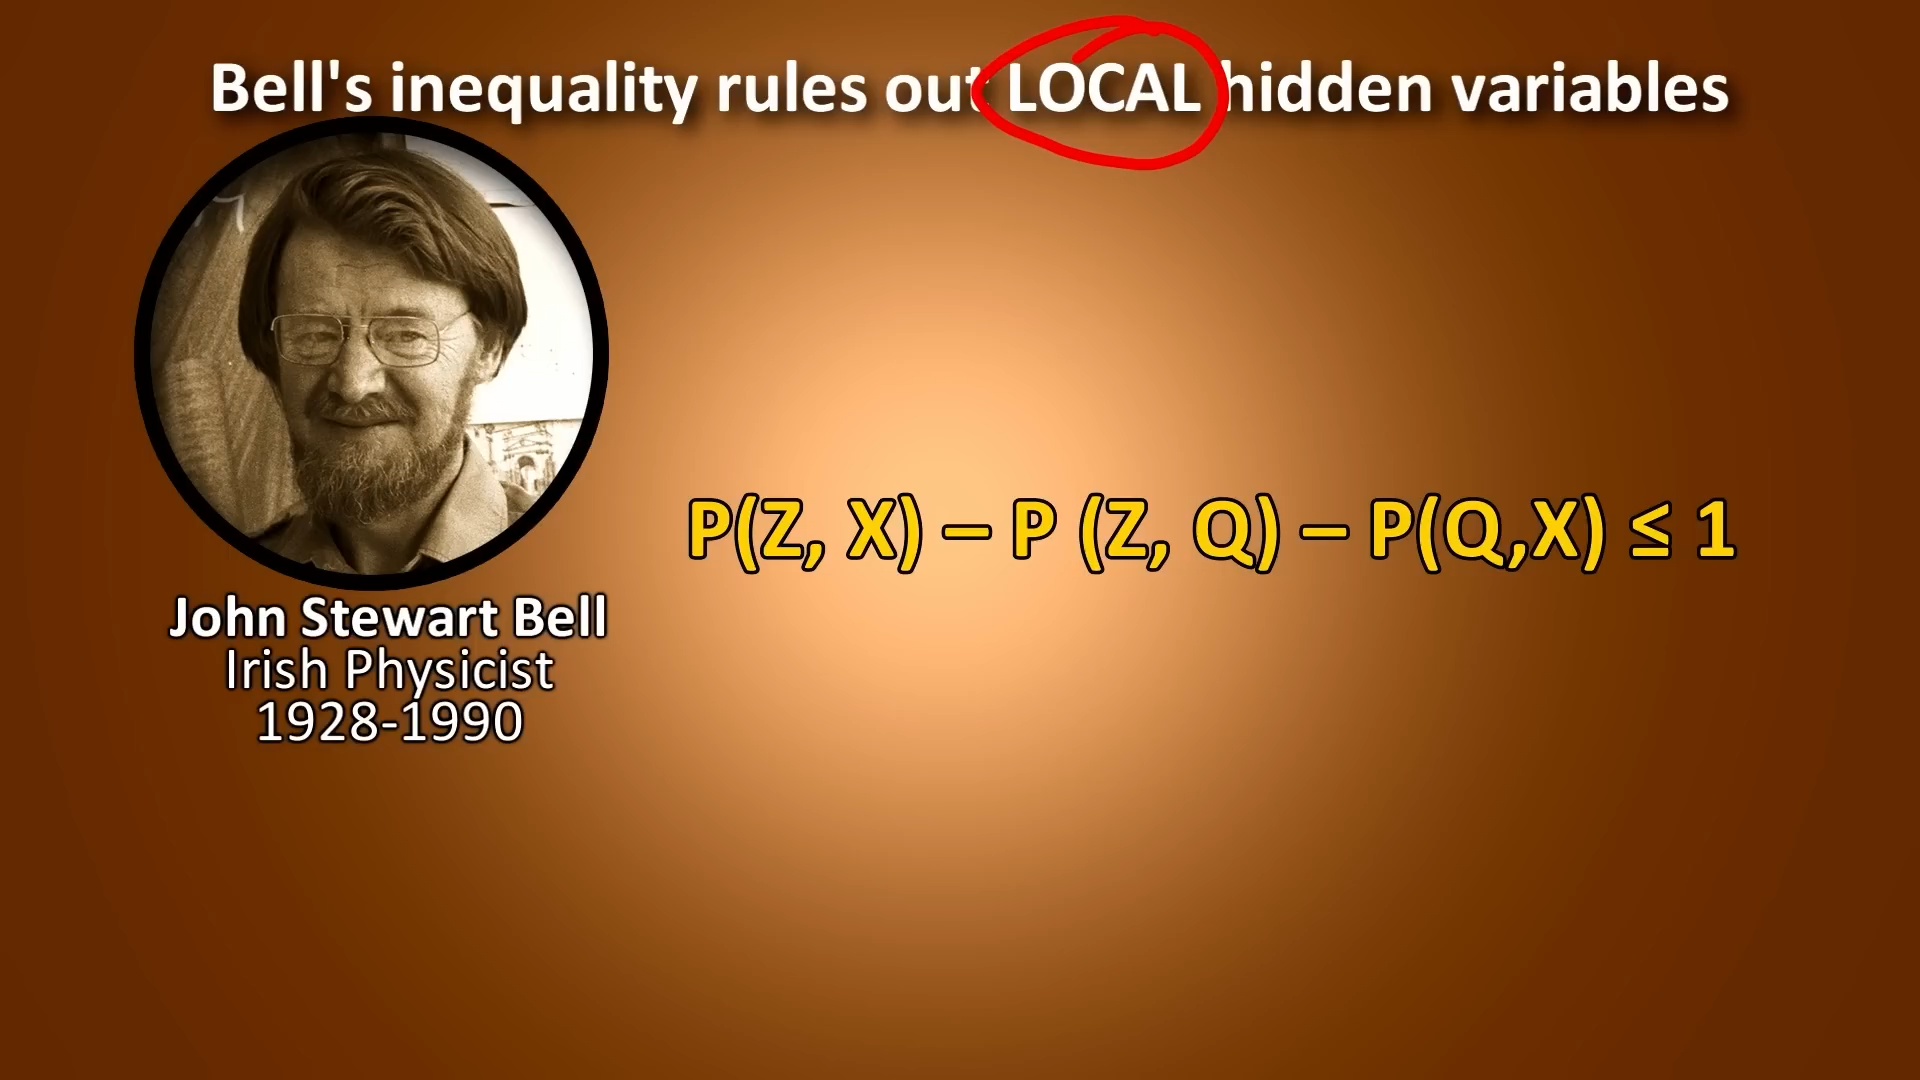 Bell's inequality rules out LOCAL hidden variables
P(Z, X) – P (Z, Q) – P(Q,X) ≤ 1
John Stewart Bell
Irish Physicist
1928-1990